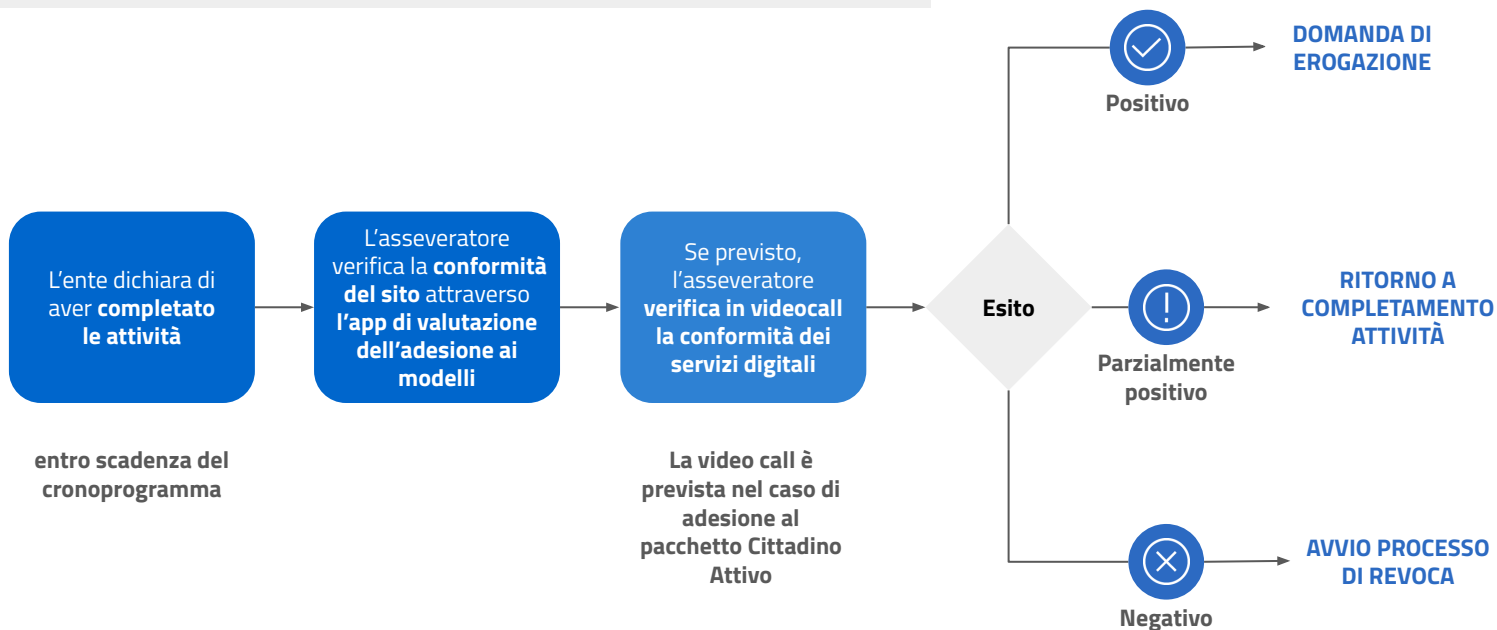 L'ente dichiara di
aver completato
le attività
entro scadenza del
cronoprogramma
L'asseveratore
verifica la conformità
del sito attraverso
l'app di valutazione
dell'adesione ai
modelli
Se previsto,
l'asseveratore
verifica in videocall
la conformità dei
servizi digitali
La video call è
prevista nel caso di
adesione al
pacchetto Cittadino
Attivo
Esito
Positivo
DOMANDA DI
EROGAZIONE
Parzialmente
positivo
RITORNO A
COMPLETAMENTO
ATTIVITÀ
Negativo
AVVIO PROCESSO
DI REVOCA